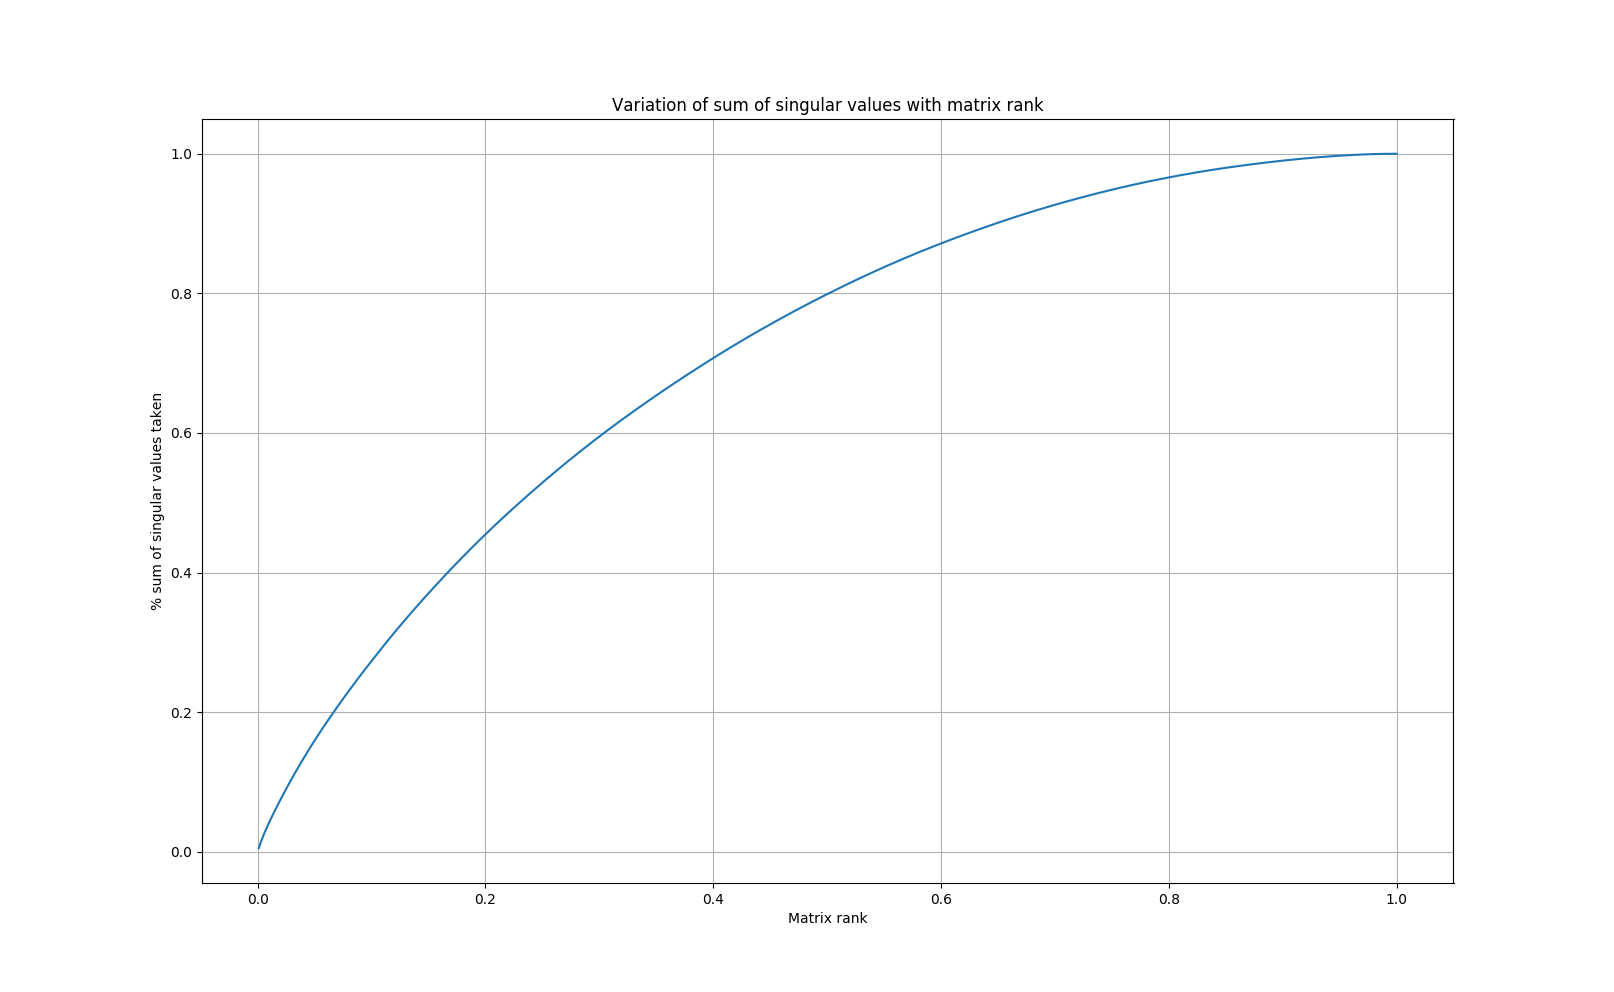 Variation of sum of singular values with matrix rank
1.0
0.8
0.6
0.4
0.2
0.0
% sum of singular values taken
0.0 0.2 0.4 0.6 0.8 1.0
Matrix rank